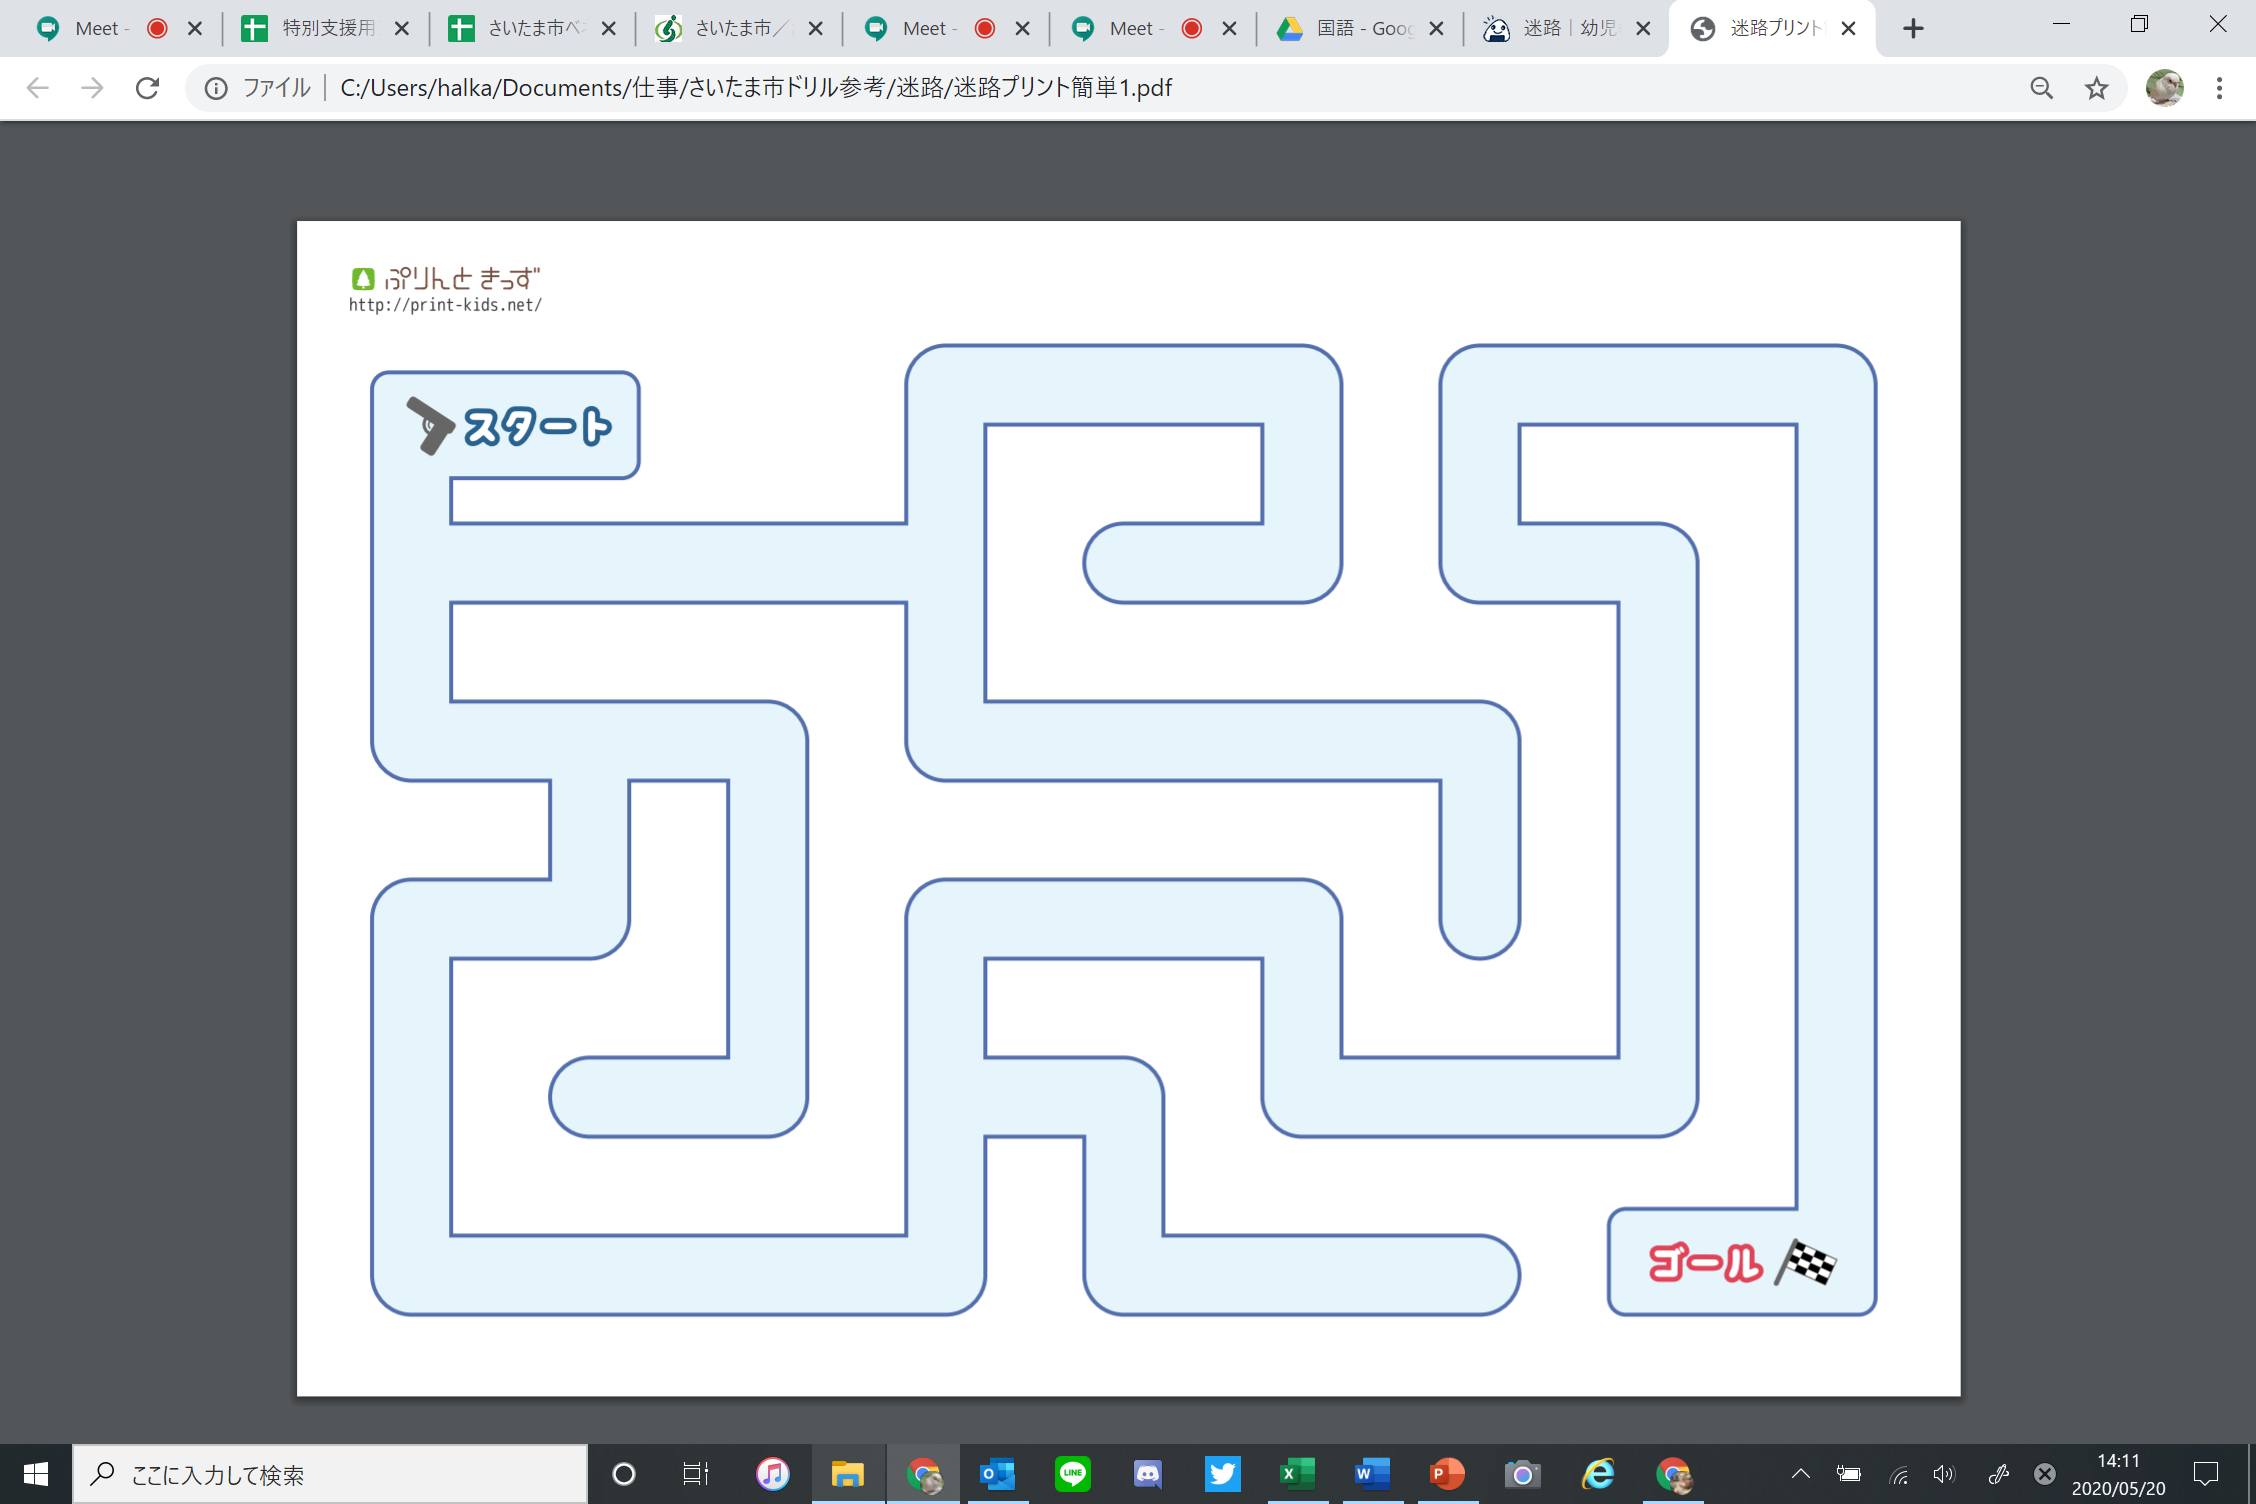 Meet -
特別支援用
さいたま市ベ
さいたま市／
Meet -
Meet -
国語 - Goog
迷路｜幼児
迷路プリント
ファイル
C:/Users/halka/Documents/仕事/さいたま市ドリル参考/迷路/迷路プリント簡単1.pdf
ぷりんと きっず
http://print-kids.net/
スタート
ゴール
ここに入力して検索
LINE
14:11
2020/05/20